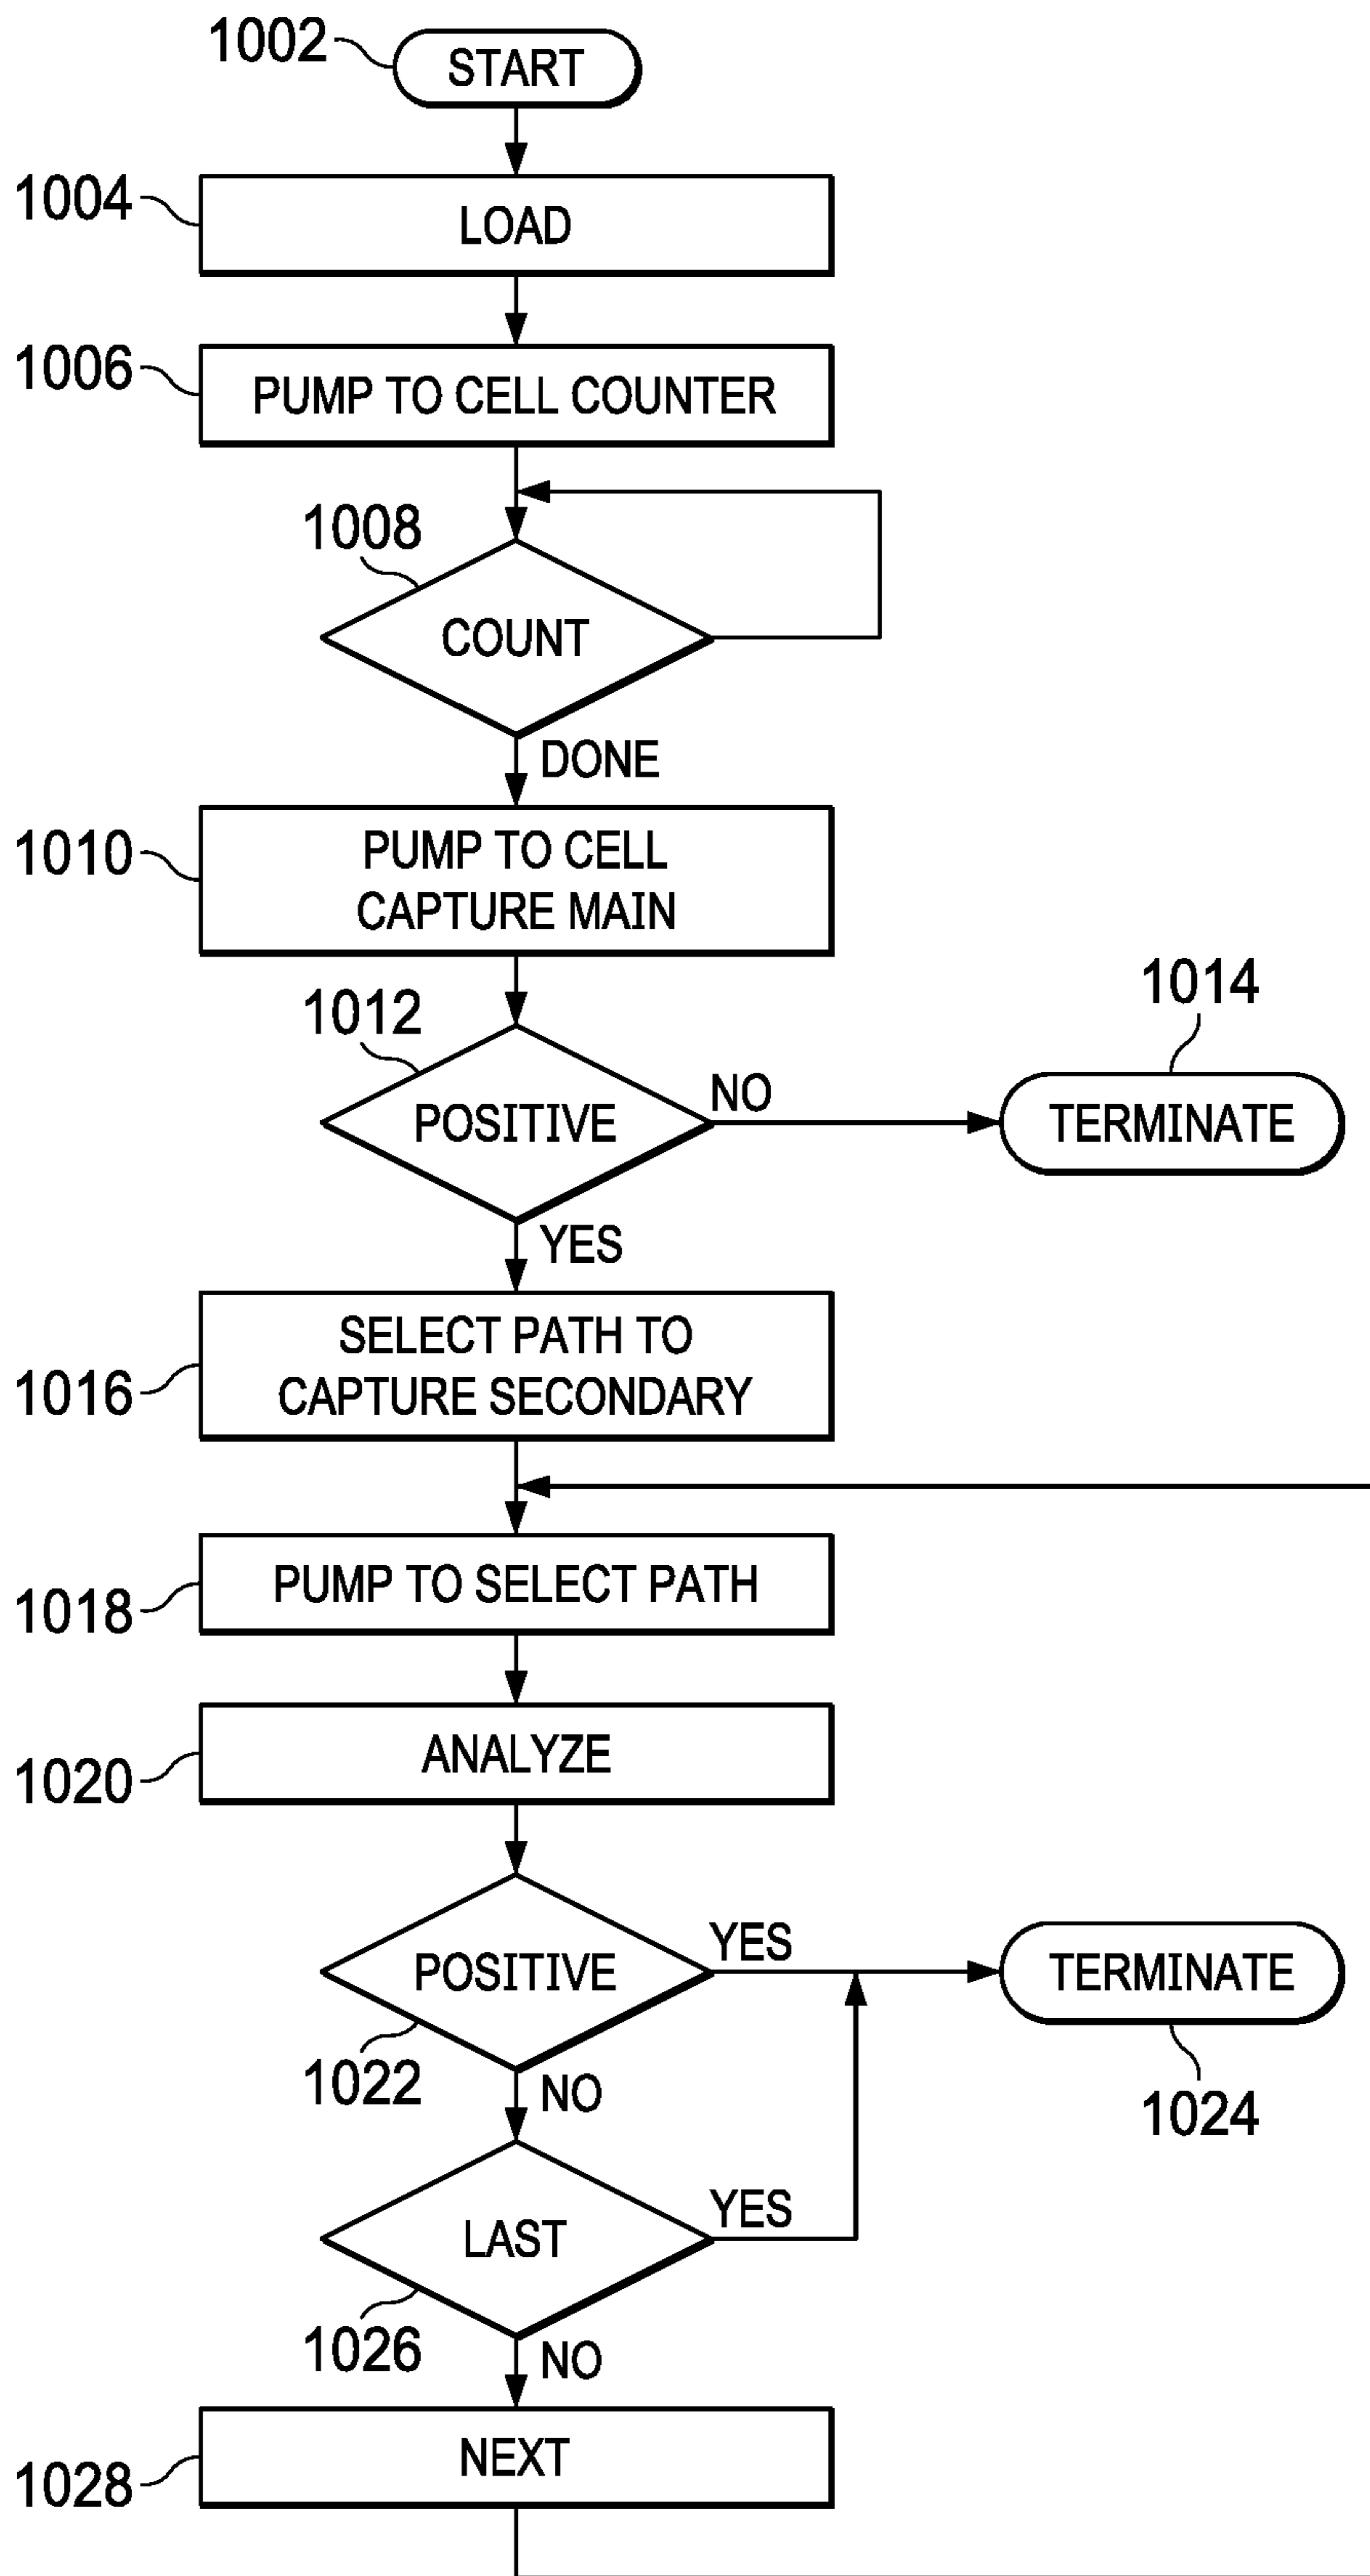 1002
START
1004
LOAD
1006
PUMP TO CELL COUNTER
1008
COUNT
DONE
1010
PUMP TO CELL
CAPTURE MAIN
1012
POSITIVE
NO
1014
TERMINATE
YES
1016
SELECT PATH TO
CAPTURE SECONDARY
1018
PUMP TO SELECT PATH
1020
ANALYZE
POSITIVE
YES
TERMINATE
1022
NO
1024
LAST
YES
1026
NO
1028
NEXT